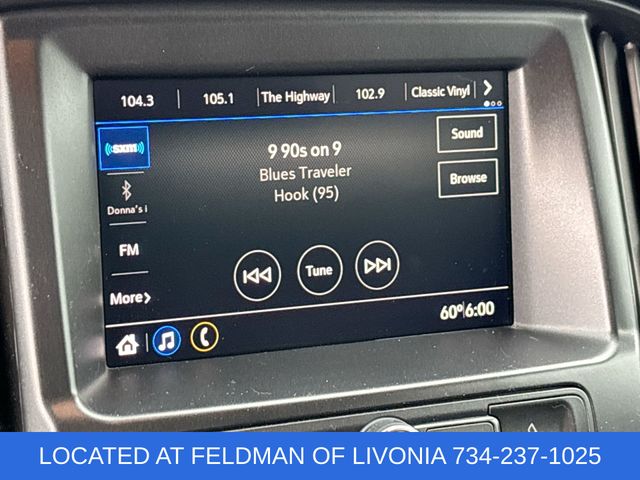 104.3 105.1 The Highway 102.9 Classic Vinyl >
((sxm))
9 90s on 9
Sound
Blues Traveler
Browse
Hook (95)
Donna's i
FM
Tune
More>
60° 6:00
LOCATED AT FELDMAN OF LIVONIA 734-237-1025